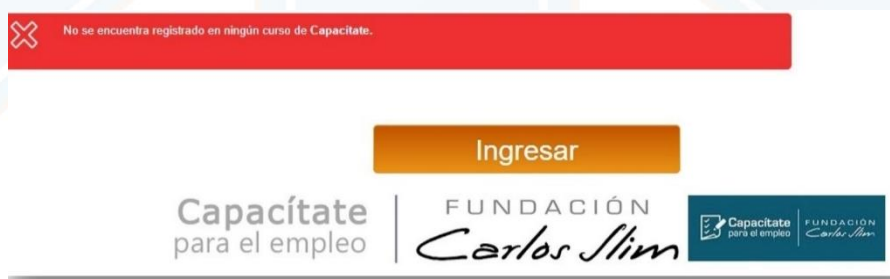 No se encuentra registrado en ningún curso de Capacítate.
Ingresar
Capacítate
para el empleo
FUNDACIÓN
Carlos Slim
Capacítate
para el empleo
FUNDACIÓN
Carlos Slim